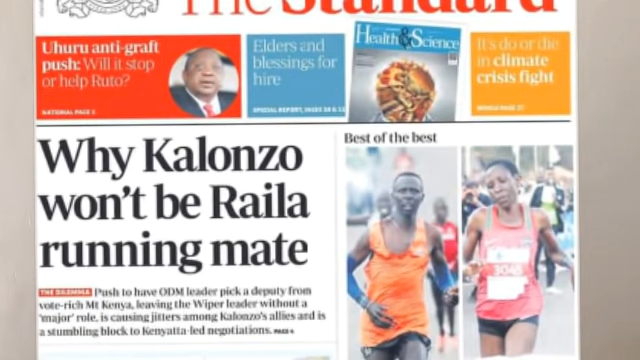 The Standard
Uhuru anti-graft
push: Will it stop
or help Ruto?
NATIONAL PAGE
Elders and
blessings for
hire
SPECIAL REPORT, PAGES
Health & Science
It's do or die
in climate
crisis fight
PAGE
Why Kalonzo
won't be Raila
running mate
THE DILEMMA Push to have ODM leader pick a deputy from
vote-rich Mt Kenya, leaving the Wiper leader without a
'major' role, is causing jitters among Kalonzo's allies and is
a stumbling block to Kenyatta-led negotiations. PAGE 4
Best of the best
3046